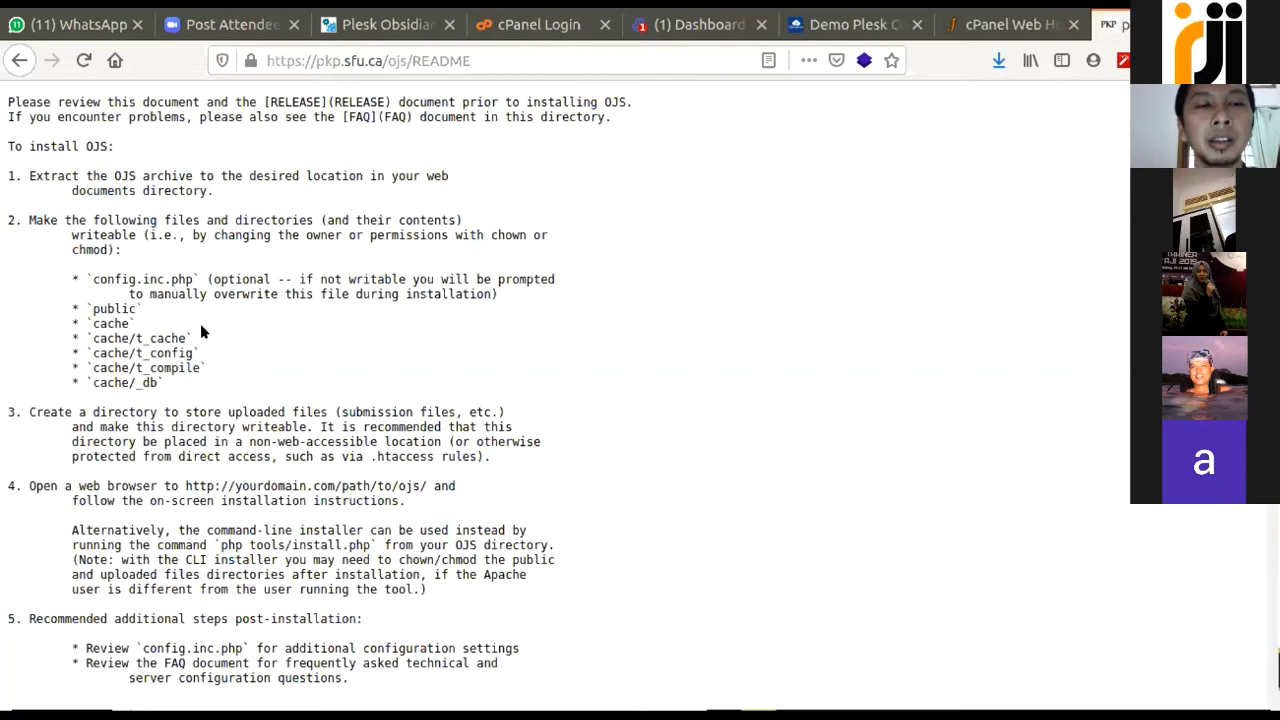 (11) WhatsApp
Post Attendee
Plesk Obsidian
cPanel Login
(1) Dashboard
Demo Plesk C
cPanel Web Ho
PKP
https://pkp.sfu.ca/ojs/README
rji
Please review this document and the [RELEASE](RELEASE) document prior to installing OJS.
If you encounter problems, please also see the [FAQ](FAQ) document in this directory.
To install OJS:
1. Extract the OJS archive to the desired location in your web
documents directory.
2. Make the following files and directories (and their contents)
writeable (i.e., by changing the owner or permissions with chown or
chmod):
* `config.inc.php` (optional -- if not writable you will be prompted
to manually overwrite this file during installation)
* `public`
* `cache`
* `cache/t_cache`
* `cache/t_config`
* `cache/t_compile`
* `cache/_db`
3. Create a directory to store uploaded files (submission files, etc.)
and make this directory writeable. It is recommended that this
directory be placed in a non-web-accessible location (or otherwise
protected from direct access, such as via .htaccess rules).
4. Open a web browser to http://yourdomain.com/path/to/ojs/ and
follow the on-screen installation instructions.
Alternatively, the command-line installer can be used instead by
running the command `php tools/install.php` from your OJS directory.
(Note: with the CLI installer you may need to chown/chmod the public
and uploaded files directories after installation, if the Apache
user is different from the user running the tool.)
5. Recommended additional steps post-installation:
* Review `config.inc.php` for additional configuration settings
* Review the FAQ document for frequently asked technical and
server configuration questions.
AJI 2019
a